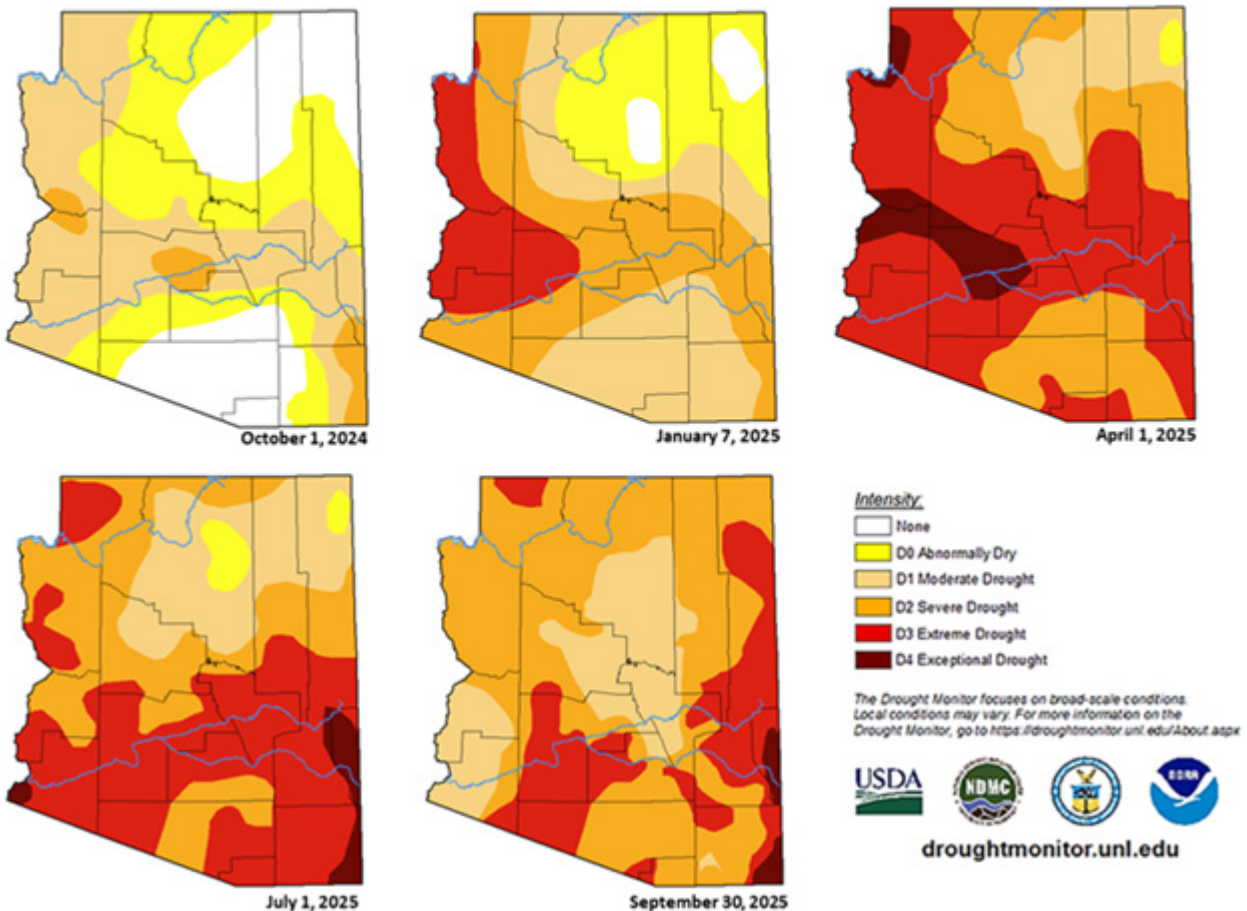 October 1, 2024
January 7, 2025
April 1, 2025
July 1, 2025
September 30, 2025
Intensity:
None
D0 Abnormally Dry
D1 Moderate Drought
D2 Severe Drought
D3 Extreme Drought
D4 Exceptional Drought
The Drought Monitor focuses on broad-scale conditions.
Local conditions may vary. For more information on the
Drought Monitor, go to https://droughtmonitor.unl.edu/About.aspx
USDA
NDMC
droughtmonitor.unl.edu